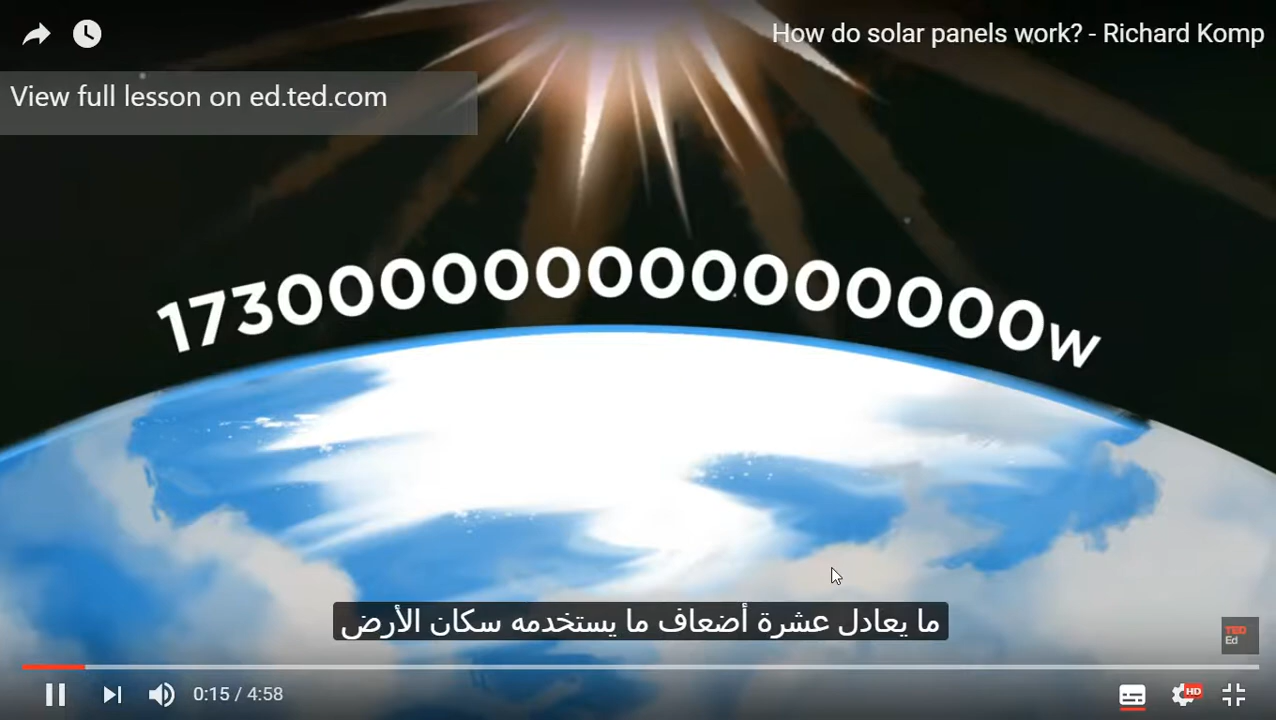 How do solar panels work? - Richard Komp
View full lesson on ed.ted.com
173000000000000000w
ما يعادل عشرة أضعاف ما يستخدمه سكان الأرض
TED
Ed
0:15 / 4:58
HD